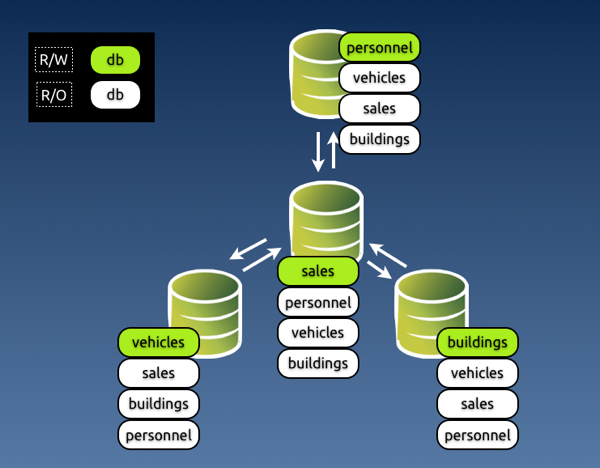 R/W db
R/O db
personnel
vehicles
sales
buildings
sales
personnel
vehicles
buildings
vehicles
sales
buildings
personnel
buildings
vehicles
sales
personnel